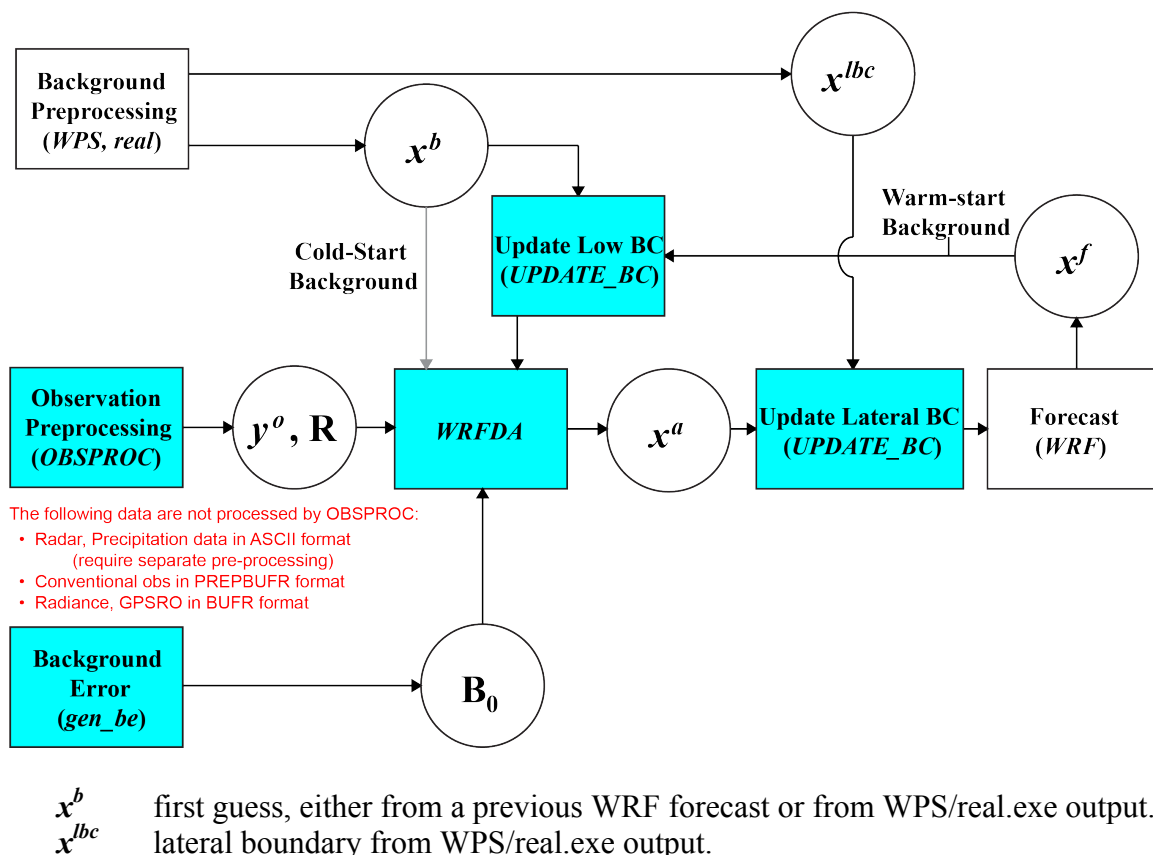 Background
Preprocessing
(WPS, real)
x^b
x^lbc
Cold-Start
Background
Update Low BC
(UPDATE_BC)
Warm-start
Background
x^f
Observation
Preprocessing
(OBSPROC)
y^o, R
WRFDA
x^a
Update Lateral BC
(UPDATE_BC)
Forecast
(WRF)
The following data are not processed by OBSPROC:
• Radar, Precipitation data in ASCII format
(require separate pre-processing)
• Conventional obs in PREPBUFR format
• Radiance, GPSRO in BUFR format
Background
Error
(gen_be)
B_0
x^b first guess, either from a previous WRF forecast or from WPS/real.exe output.
x^lbc lateral boundary from WPS/real.exe output.